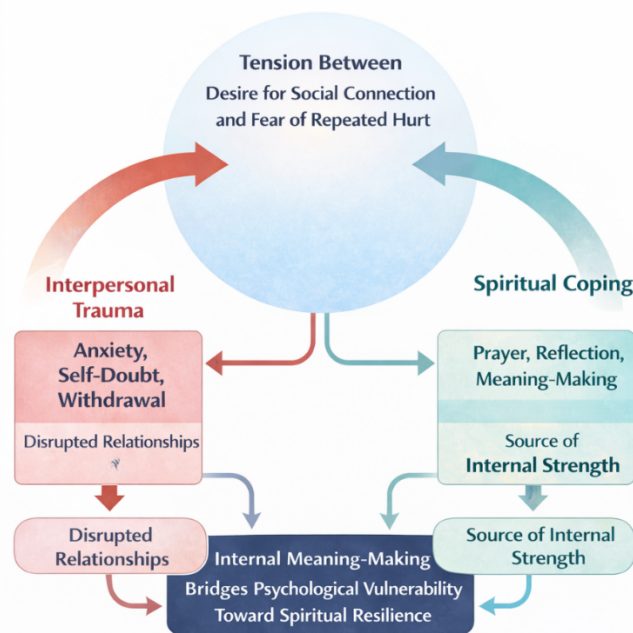 Tension Between
Desire for Social Connection
and Fear of Repeated Hurt
Interpersonal
Trauma
Spiritual Coping
Anxiety,
Self-Doubt,
Withdrawal
Disrupted Relationships
Prayer, Reflection,
Meaning-Making
Source of
Internal Strength
Disrupted
Relationships
Internal Meaning-Making
Bridges Psychological Vulnerability
Toward Spiritual Resilience
Source of Internal
Strength